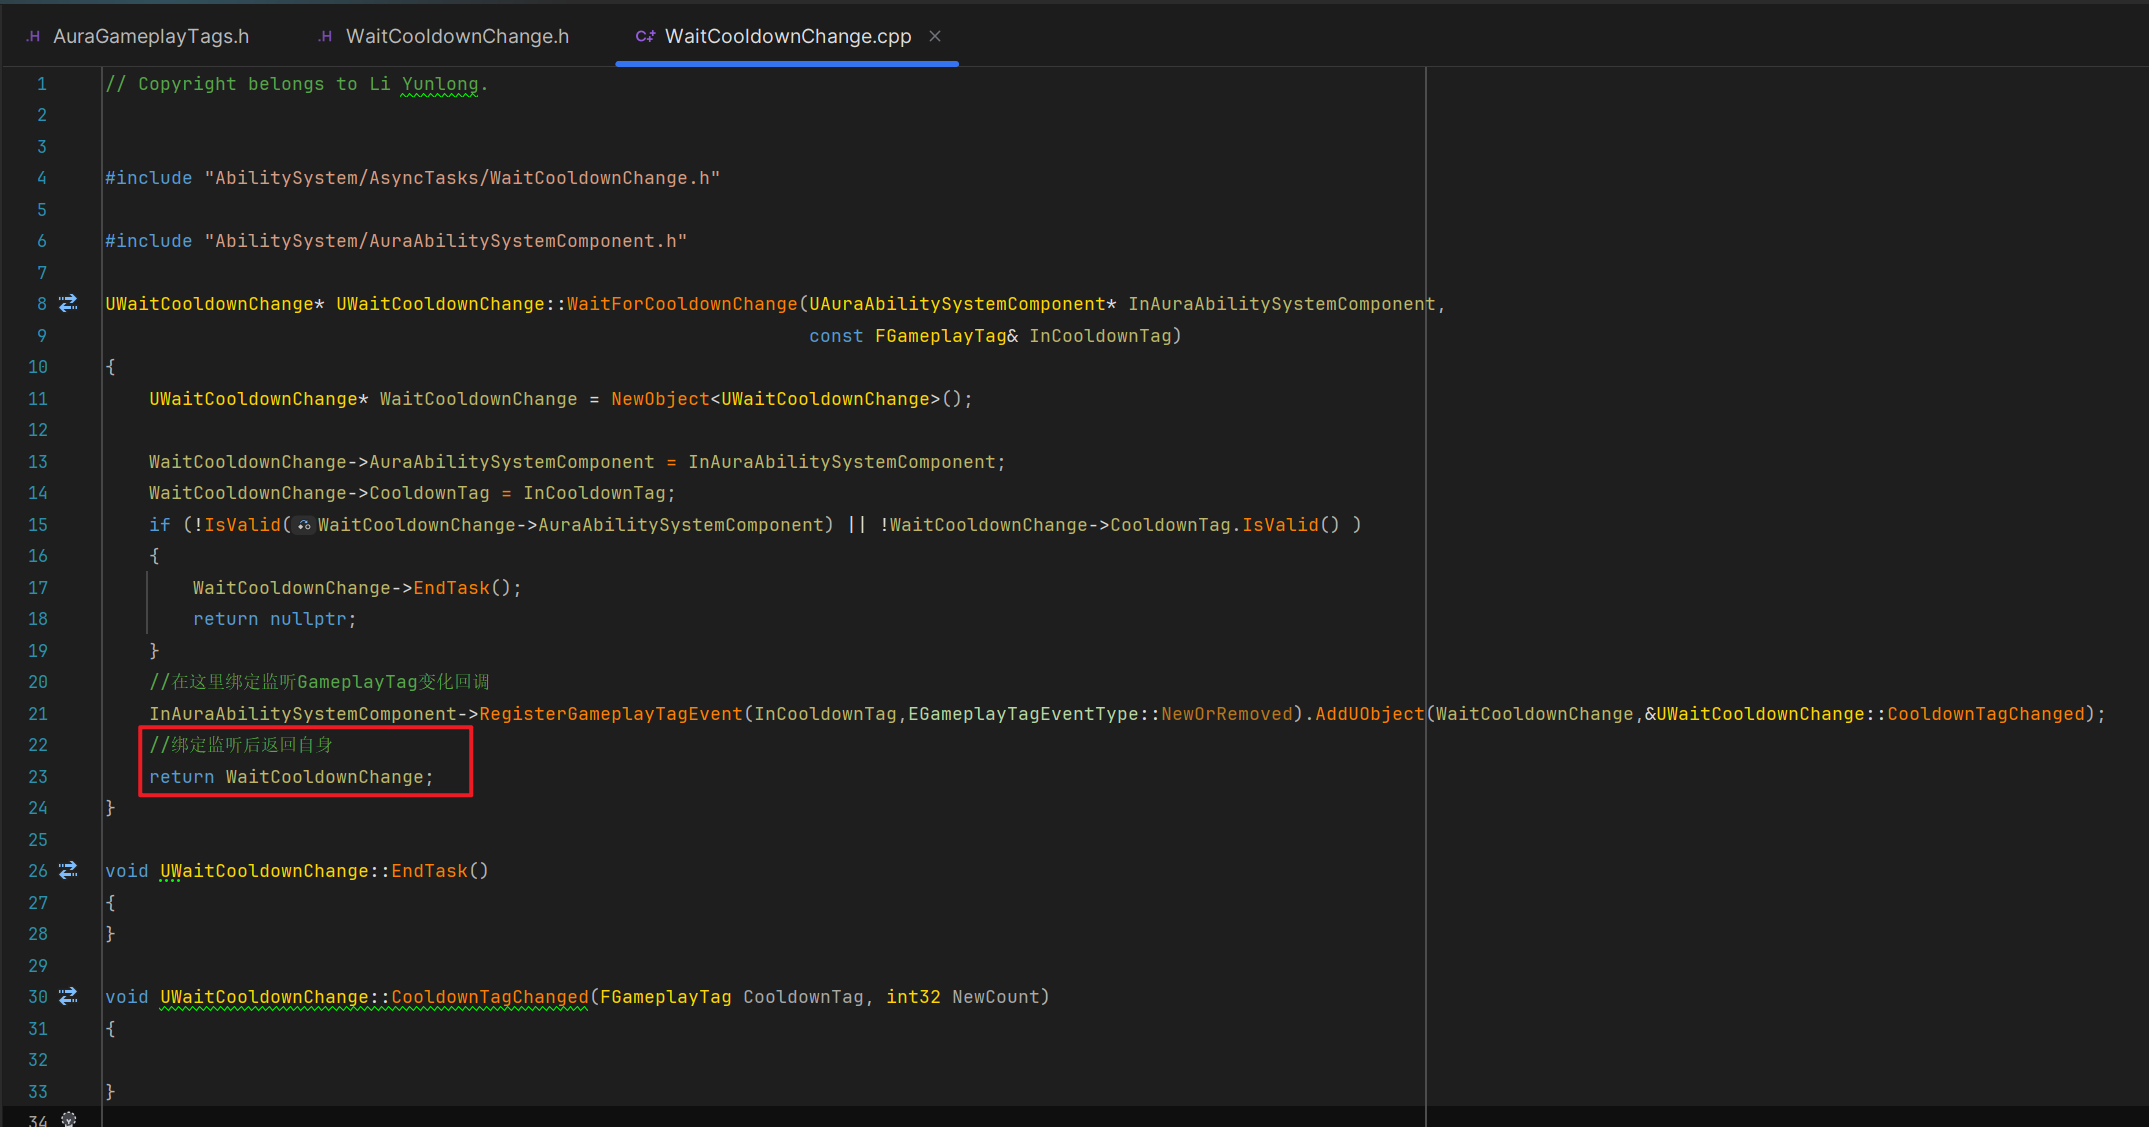 .H AuraGameplayTags.h .H WaitCooldownChange.h C++ WaitCooldownChange.cpp ×
1 // Copyright belongs to Li Yunlong.
2
3
4 #include "AbilitySystem/AsyncTasks/WaitCooldownChange.h"
5
6 #include "AbilitySystem/AuraAbilitySystemComponent.h"
7
8 UWaitCooldownChange* UWaitCooldownChange::WaitForCooldownChange(UAuraAbilitySystemComponent* InAuraAbilitySystemComponent,
9 const FGameplayTag& InCooldownTag)
10 {
11 UWaitCooldownChange* WaitCooldownChange = NewObject<UWaitCooldownChange>();
12
13 WaitCooldownChange->AuraAbilitySystemComponent = InAuraAbilitySystemComponent;
14 WaitCooldownChange->CooldownTag = InCooldownTag;
15 if (!IsValid(WaitCooldownChange->AuraAbilitySystemComponent) || !WaitCooldownChange->CooldownTag.IsValid() )
16 {
17 WaitCooldownChange->EndTask();
18 return nullptr;
19 }
20 //在这里绑定监听GameplayTag变化回调
21 InAuraAbilitySystemComponent->RegisterGameplayTagEvent(InCooldownTag,EGameplayTagEventType::NewOrRemoved).AddUObject(WaitCooldownChange,&UWaitCooldownChange::CooldownTagChanged);
22 //绑定监听后返回自身
23 return WaitCooldownChange;
24 }
25
26 void UWaitCooldownChange::EndTask()
27 {
28 }
29
30 void UWaitCooldownChange::CooldownTagChanged(FGameplayTag CooldownTag, int32 NewCount)
31 {
32
33 }
34